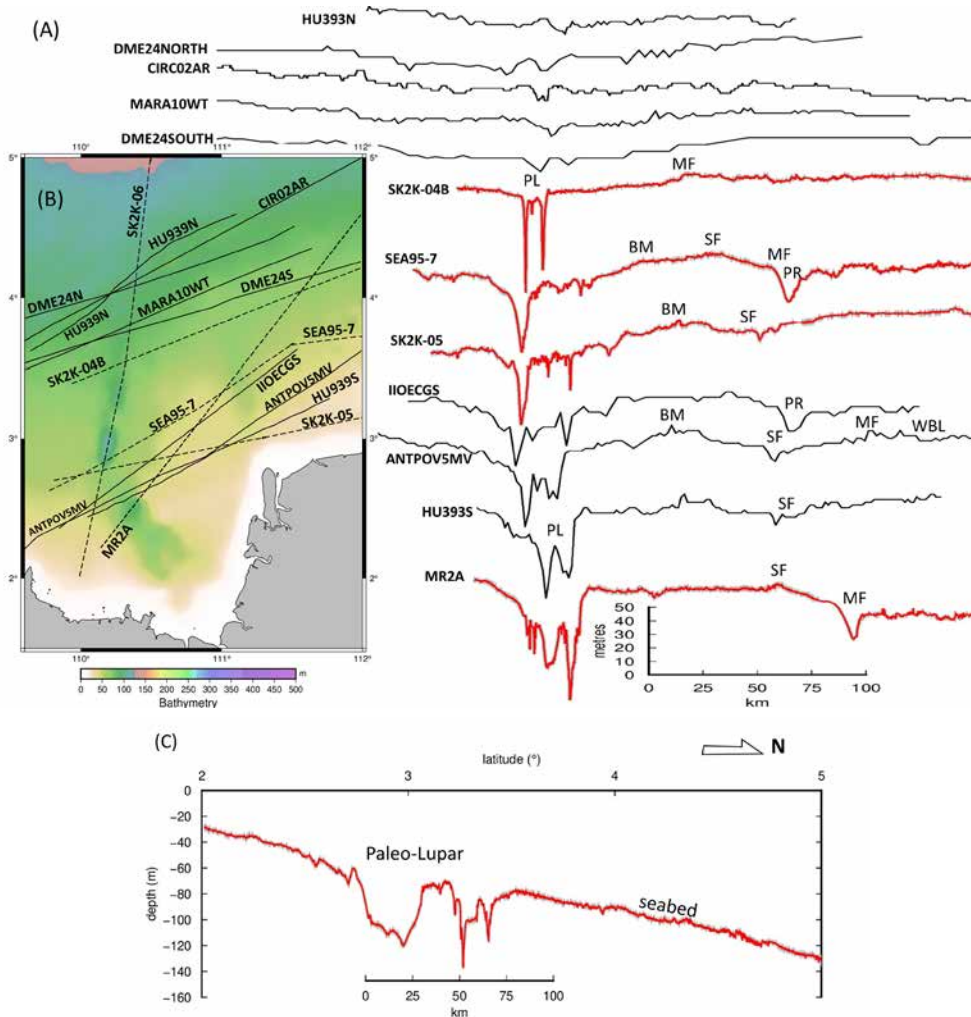 (A)
HU393N
DME24NORTH
CIRC02AR
MARA10WT
DME24SOUTH
PL
MF
SK2K-04B
BM
SF
MF
PR
SEA95-7
BM
SF
SK2K-05
IIOECGS
PR
BM
SF
MF
WBL
ANTPOV5MV
HU393S
SF
PL
MR2A
SF
MF
50
40
30
20
10
0
metres
0 25 50 75 100
km
(B)
110° 111° 112°
5°
4°
3°
2°
SK2K-06
HU939N
CIR02AR
DME24N
HU939N
MARA10WT
DME24S
SK2K-04B
SEA95-7
SEA95-7
IIOECGS
ANTPOV5MV
HU939S
SK2K-05
ANTPOV5MV
MR2A
110° 111° 112°
0 50 100 150 200 250 300 350 400 450 500
m
Bathymetry
(C)
N
latitude (°)
2 3 4 5
0
−20
−40
−60
−80
−100
−120
−140
−160
depth (m)
Paleo-Lupar
seabed
0 25 50 75 100
km